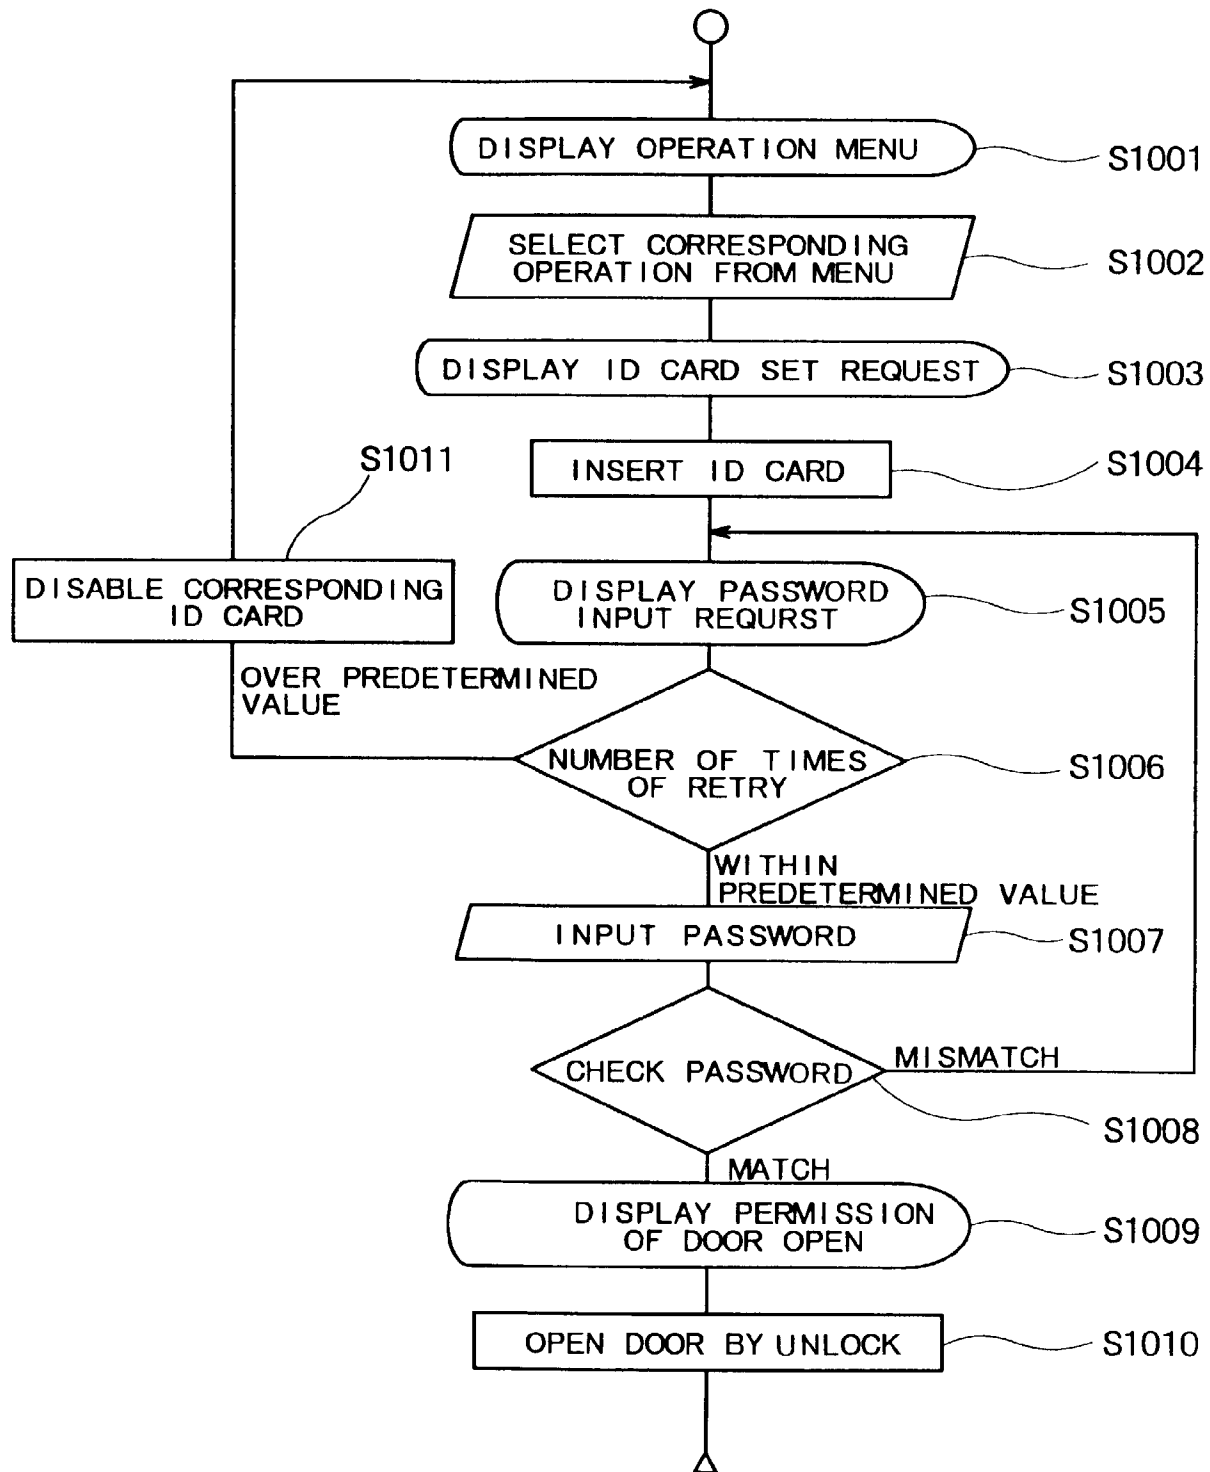 DISPLAY OPERATION MENU
S1001
SELECT CORRESPONDING
OPERATION FROM MENU
S1002
DISPLAY ID CARD SET REQUEST
S1003
INSERT ID CARD
S1004
S1011
DISABLE CORRESPONDING
ID CARD
DISPLAY PASSWORD
INPUT REQURST
S1005
OVER PREDETERMINED
VALUE
NUMBER OF TIMES
OF RETRY
S1006
WITHIN
PREDETERMINED VALUE
INPUT PASSWORD
S1007
CHECK PASSWORD
MISMATCH
S1008
MATCH
DISPLAY PERMISSION
OF DOOR OPEN
S1009
OPEN DOOR BY UNLOCK
S1010